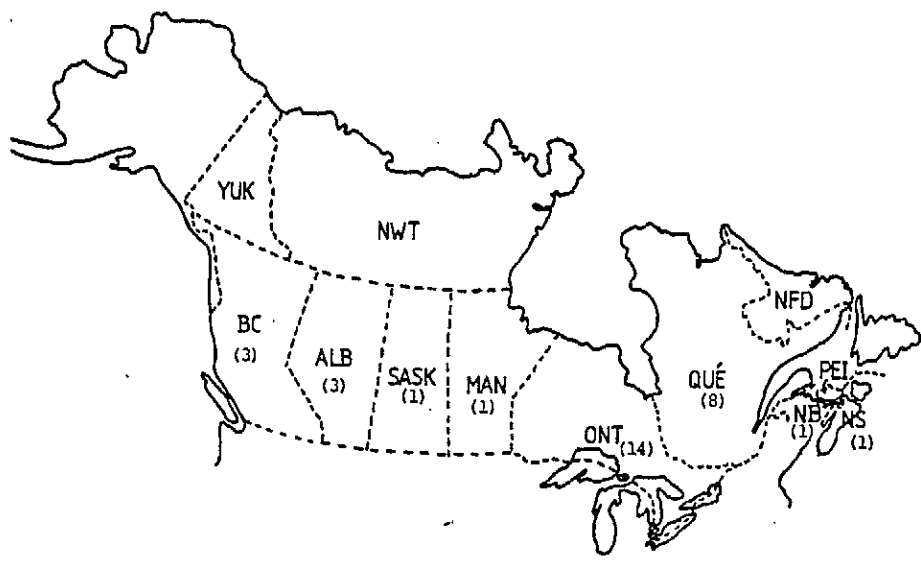 YUK
NWT
BC
(3)
ALB
(3)
SASK
(1)
MAN
(1)
ONT (14)
QUÉ
(8)
NFD
PEI
NB
(1)
NS
(1)